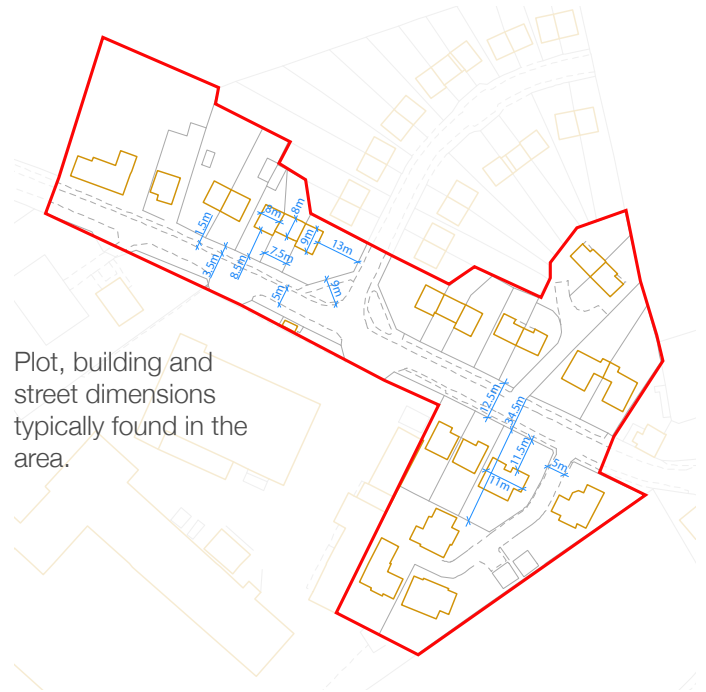 8m
8m
1.5m
9m
13m
3.5m
8.5m
7.5m
5m
9m
Plot, building and
street dimensions
typically found in the
area.
12.5m
34.5m
11.5m
11m
5m